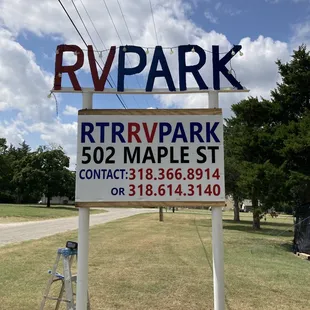 RVPARK
RTRRVPARK
502 MAPLE ST
CONTACT:318.366.8914
OR 318.614.3140